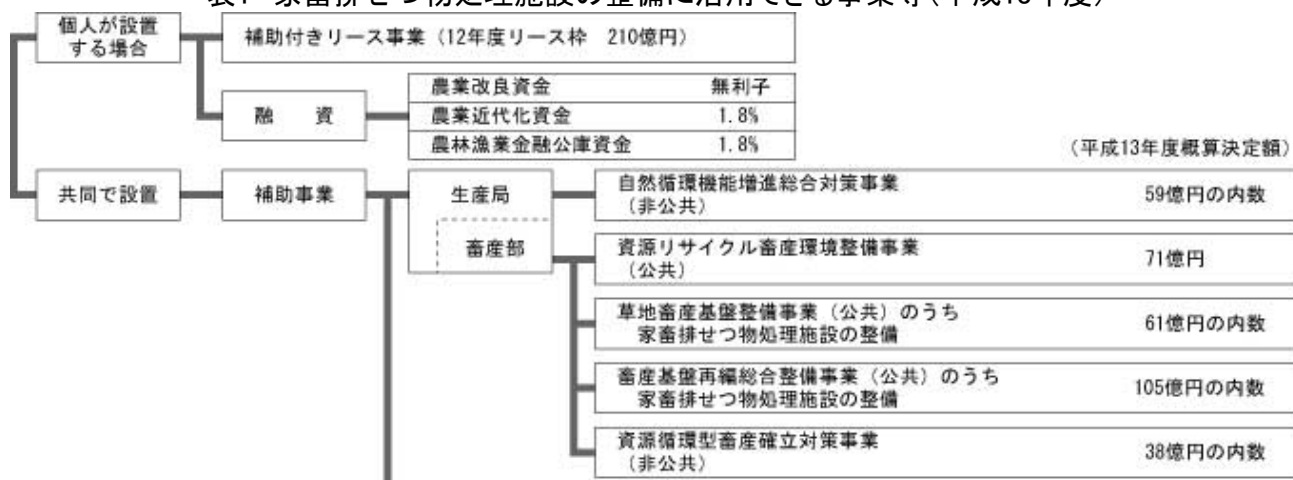 表1 家畜排せつ物処理施設の整備に活用できる事業等(平成13年度)
個人が設置
する場合
補助付きリース事業（12年度リース枠　210億円）
融　資
農業改良資金　無利子
農業近代化資金　1.8%
農林漁業金融公庫資金　1.8%
（平成13年度概算決定額）
共同で設置
補助事業
生産局
自然循環機能増進総合対策事業
（非公共）
59億円の内数
畜産部
資源リサイクル畜産環境整備事業
（公共）
71億円
草地畜産基盤整備事業（公共）のうち
家畜排せつ物処理施設の整備
61億円の内数
畜産基盤再編総合整備事業（公共）のうち
家畜排せつ物処理施設の整備
105億円の内数
資源循環型畜産確立対策事業
（非公共）
38億円の内数